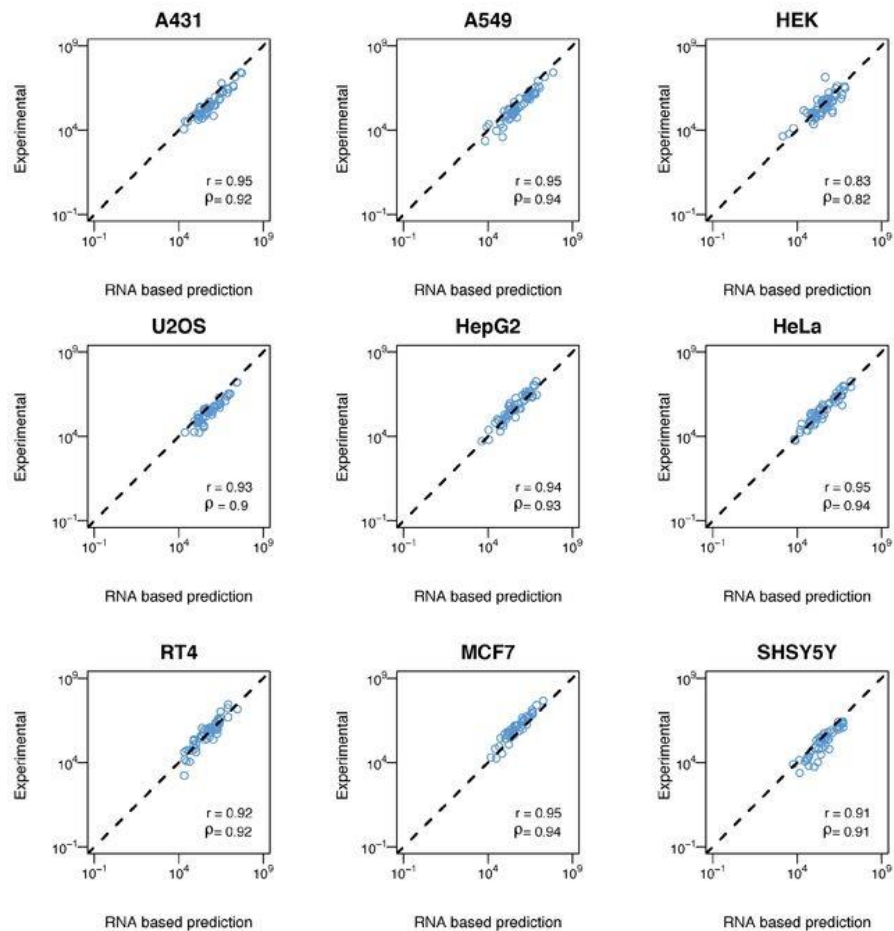 A431
A549
HEK
10⁹
10⁴
10⁻¹
Experimental
r = 0.95
ρ= 0.92
10⁻¹ 10⁴ 10⁹
RNA based prediction
10⁹
10⁴
10⁻¹
Experimental
r = 0.95
ρ= 0.94
10⁻¹ 10⁴ 10⁹
RNA based prediction
10⁹
10⁴
10⁻¹
Experimental
r = 0.83
ρ= 0.82
10⁻¹ 10⁴ 10⁹
RNA based prediction
U2OS
HepG2
HeLa
10⁹
10⁴
10⁻¹
Experimental
r = 0.93
ρ = 0.9
10⁻¹ 10⁴ 10⁹
RNA based prediction
10⁹
10⁴
10⁻¹
Experimental
r = 0.94
ρ= 0.93
10⁻¹ 10⁴ 10⁹
RNA based prediction
10⁹
10⁴
10⁻¹
Experimental
r = 0.95
ρ= 0.94
10⁻¹ 10⁴ 10⁹
RNA based prediction
RT4
MCF7
SHSY5Y
10⁹
10⁴
10⁻¹
Experimental
r = 0.92
ρ= 0.92
10⁻¹ 10⁴ 10⁹
RNA based prediction
10⁹
10⁴
10⁻¹
Experimental
r = 0.95
ρ= 0.94
10⁻¹ 10⁴ 10⁹
RNA based prediction
10⁹
10⁴
10⁻¹
Experimental
r = 0.91
ρ= 0.91
10⁻¹ 10⁴ 10⁹
RNA based prediction